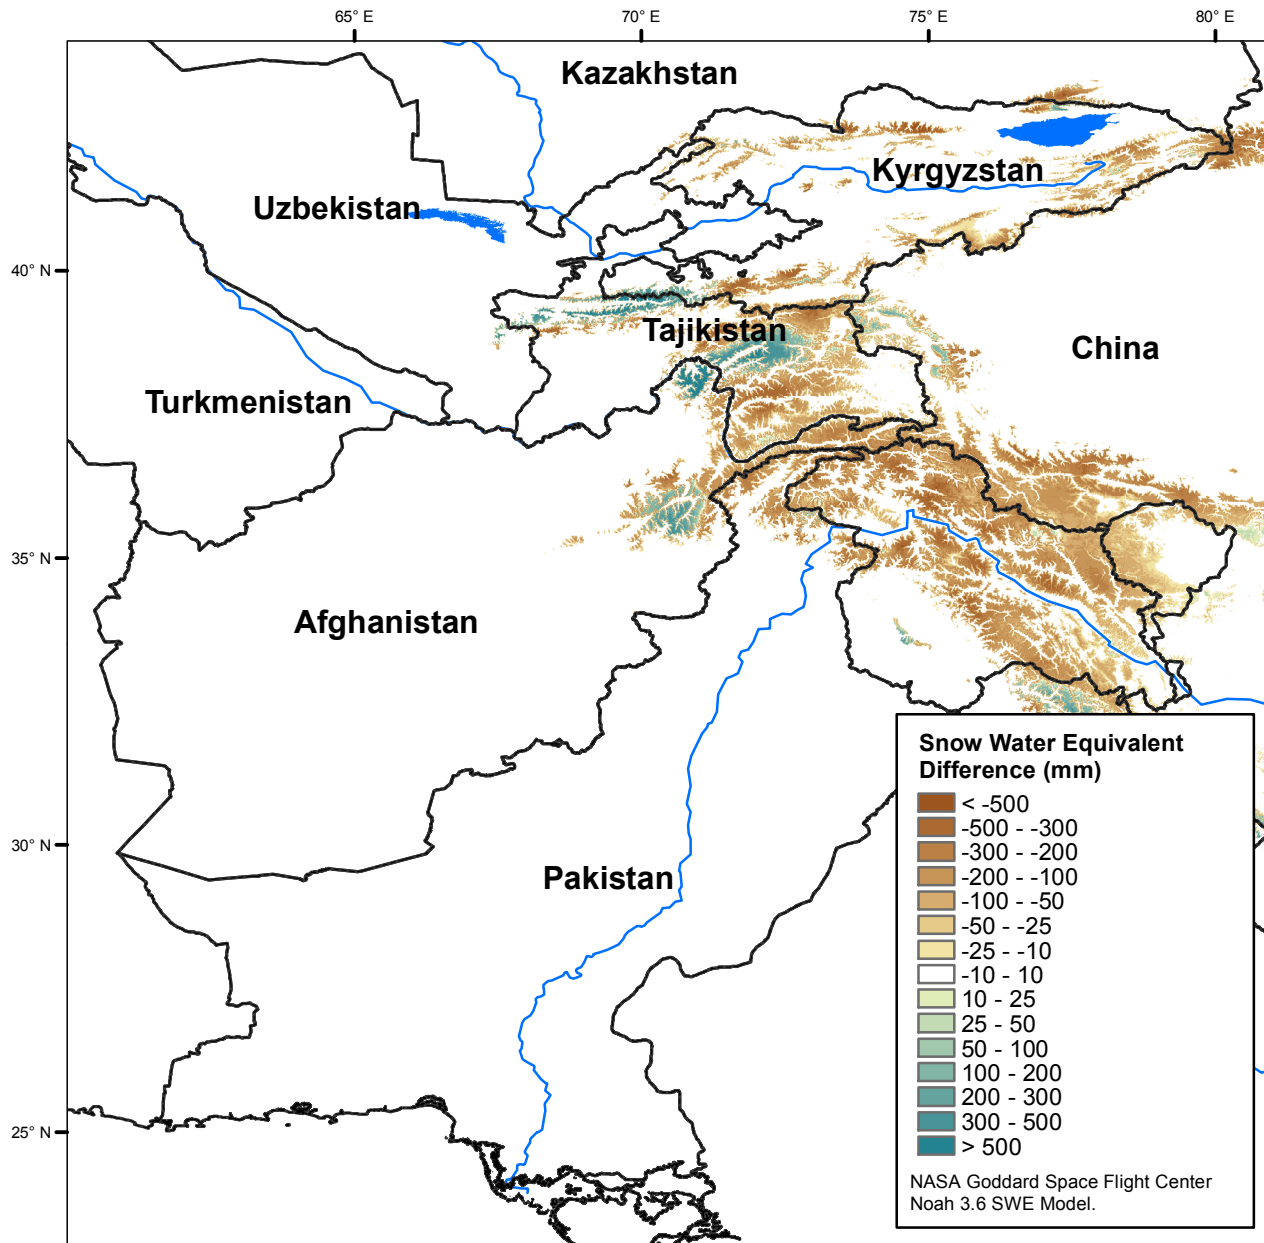 65° E
70° E
75° E
80° E
Kazakhstan
Kyrgyzstan
Uzbekistan
40° N
Tajikistan
China
Turkmenistan
35° N
Afghanistan
Snow Water Equivalent
Difference (mm)
< -500
-500 - -300
-300 - -200
-200 - -100
-100 - -50
-50 - -25
-25 - -10
-10 - 10
10 - 25
25 - 50
50 - 100
100 - 200
200 - 300
300 - 500
> 500
NASA Goddard Space Flight Center
Noah 3.6 SWE Model.
30° N
Pakistan
25° N